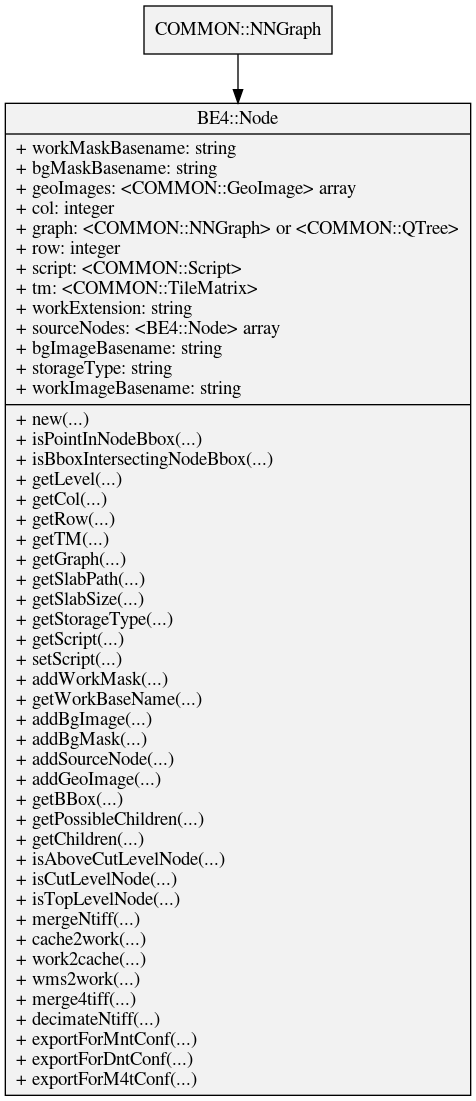 COMMON::NNGraph
BE4::Node
+ workMaskBasename: string
+ bgMaskBasename: string
+ geoImages: <COMMON::GeoImage> array
+ col: integer
+ graph: <COMMON::NNGraph> or <COMMON::QTree>
+ row: integer
+ script: <COMMON::Script>
+ tm: <COMMON::TileMatrix>
+ workExtension: string
+ sourceNodes: <BE4::Node> array
+ bgImageBasename: string
+ storageType: string
+ workImageBasename: string
+ new(...)
+ isPointInNodeBbox(...)
+ isBboxIntersectingNodeBbox(...)
+ getLevel(...)
+ getCol(...)
+ getRow(...)
+ getTM(...)
+ getGraph(...)
+ getSlabPath(...)
+ getSlabSize(...)
+ getStorageType(...)
+ getScript(...)
+ setScript(...)
+ addWorkMask(...)
+ getWorkBaseName(...)
+ addBgImage(...)
+ addBgMask(...)
+ addSourceNode(...)
+ addGeoImage(...)
+ getBBox(...)
+ getPossibleChildren(...)
+ getChildren(...)
+ isAboveCutLevelNode(...)
+ isCutLevelNode(...)
+ isTopLevelNode(...)
+ mergeNtiff(...)
+ cache2work(...)
+ work2cache(...)
+ wms2work(...)
+ merge4tiff(...)
+ decimateNtiff(...)
+ exportForMntConf(...)
+ exportForDntConf(...)
+ exportForM4tConf(...)